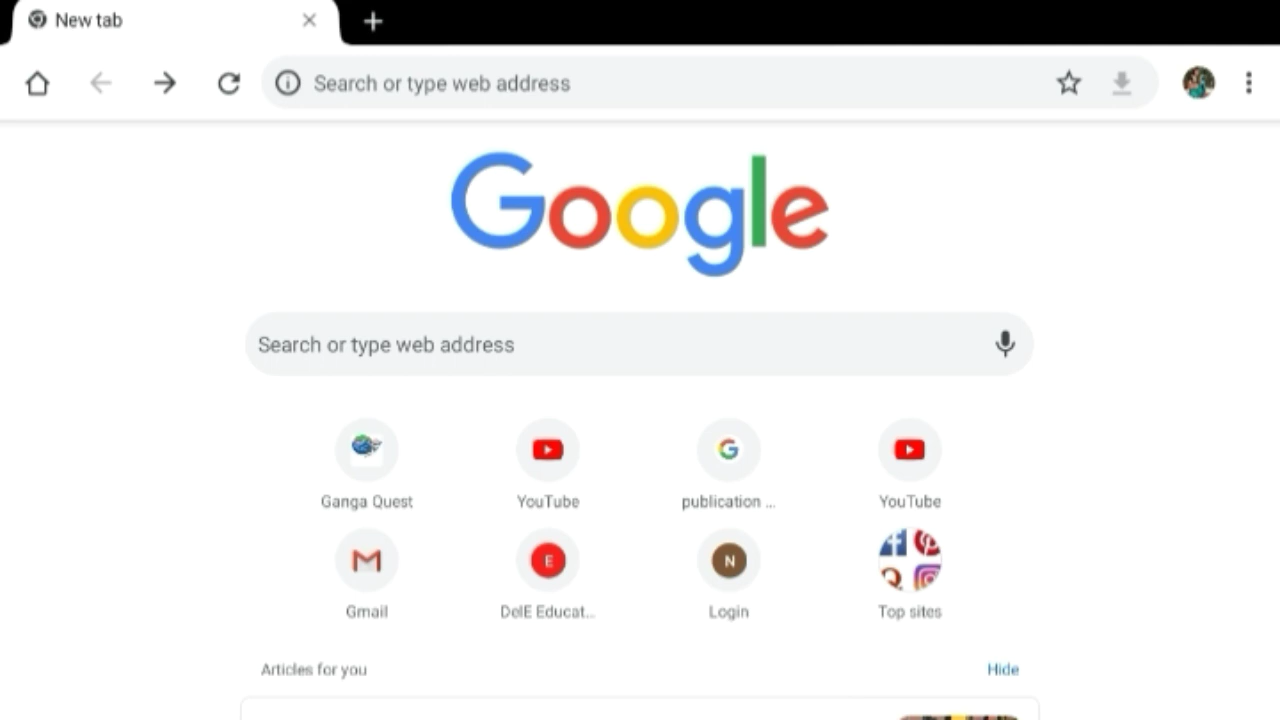 New tab
Search or type web address
Google
Search or type web address
Ganga Quest YouTube publication ... YouTube
E N
Gmail DelE Educat... Login Top sites
Articles for you Hide